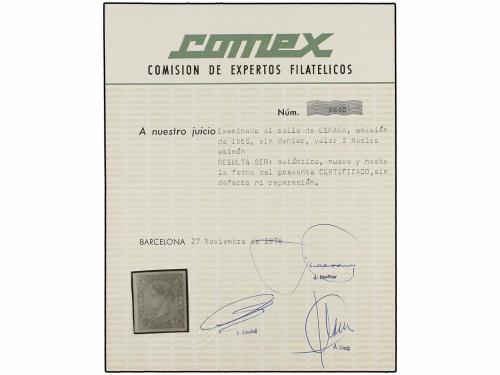 comex
COMISION DE EXPERTOS FILATELICOS
Núm. 9640
A nuestro juicio Examinado el sello de ESPAÑA, emisión
de 1865, sin dentar, valor 2 Reales
salmón
RESULTA SER: auténtico, nuevo y hasta
la fecha del presente CERTIFICADO,sin
defecto ni reparación.
BARCELONA 27 Noviembre de 1976